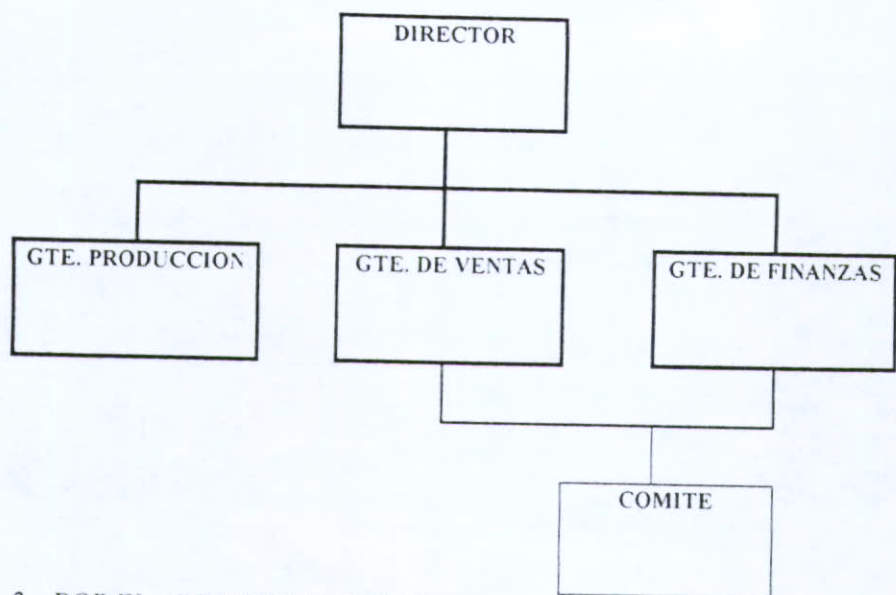 DIRECTOR
GTE. PRODUCCION GTE. DE VENTAS GTE. DE FINANZAS
COMITE